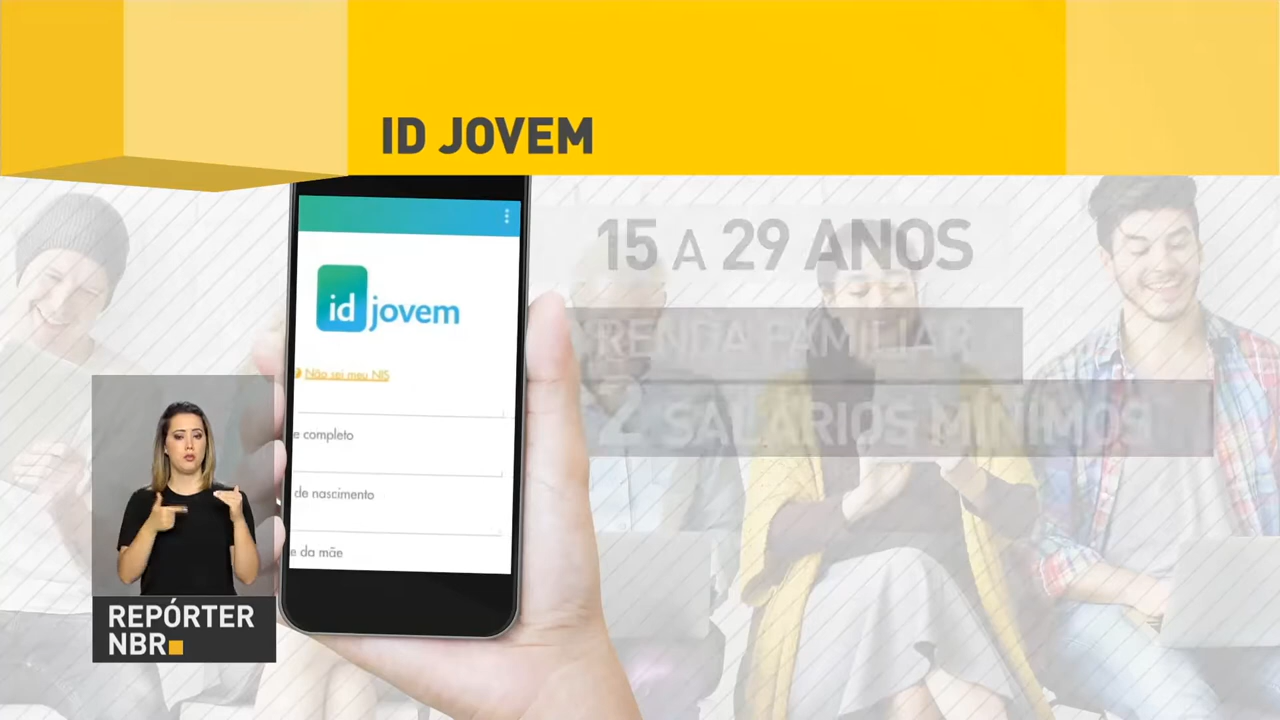 ID JOVEM
15 A 29 ANOS
RENDA FAMILIAR
2 SALÁRIOS MÍNIMOS
id jovem
Não sei meu NIS
e completo
de nascimento
e da mãe
REPÓRTER
NBR